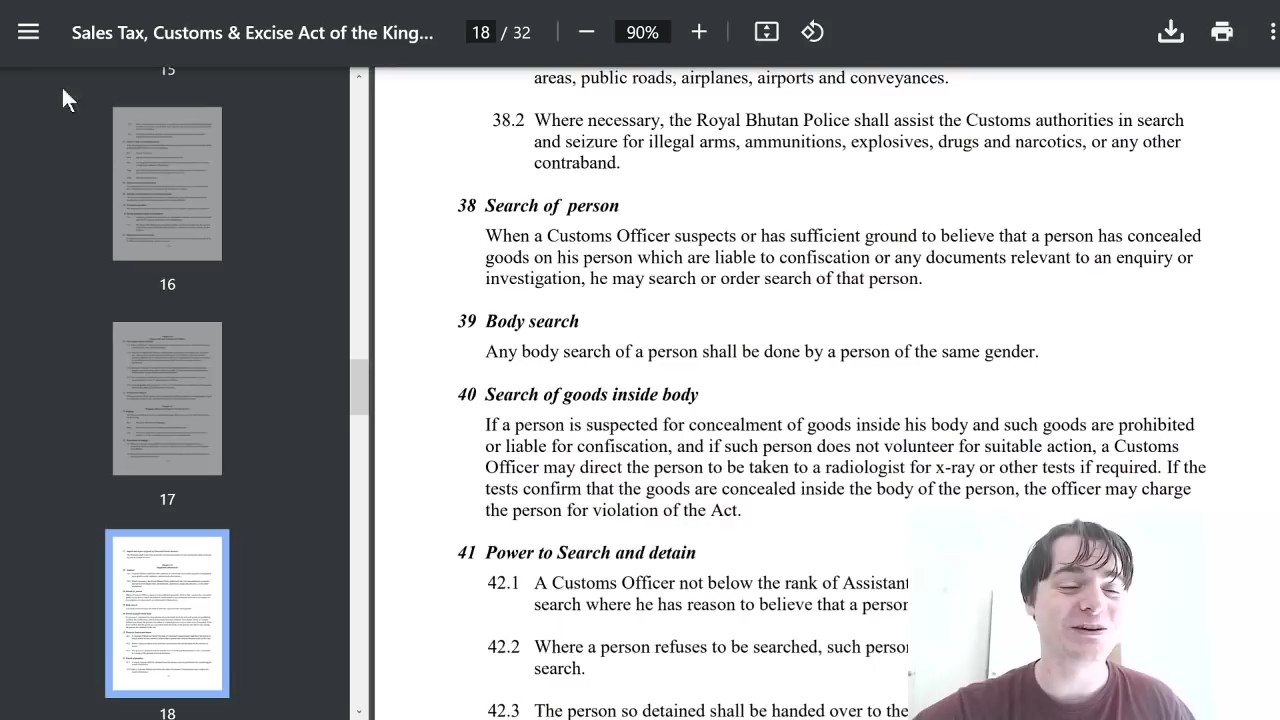 Sales Tax, Customs & Excise Act of the King...
18 / 32
90%
15
16
17
18
areas, public roads, airplanes, airports and conveyances.
38.2 Where necessary, the Royal Bhutan Police shall assist the Customs authorities in search
and seizure for illegal arms, ammunitions, explosives, drugs and narcotics, or any other
contraband.
38 Search of person
When a Customs Officer suspects or has sufficient ground to believe that a person has concealed
goods on his person which are liable to confiscation or any documents relevant to an enquiry or
investigation, he may search or order search of that person.
39 Body search
Any body search of a person shall be done by a person of the same gender.
40 Search of goods inside body
If a person is suspected for concealment of goods inside his body and such goods are prohibited
or liable for confiscation, and if such person does not volunteer for suitable action, a Customs
Officer may direct the person to be taken to a radiologist for x-ray or other tests if required. If the
tests confirm that the goods are concealed inside the body of the person, the officer may charge
the person for violation of the Act.
41 Power to Search and detain
42.1 A Customs Officer not below the rank of Assistant
search where he has reason to believe that a person
42.2 Where a person refuses to be searched, such person
search.
42.3 The person so detained shall be handed over to the